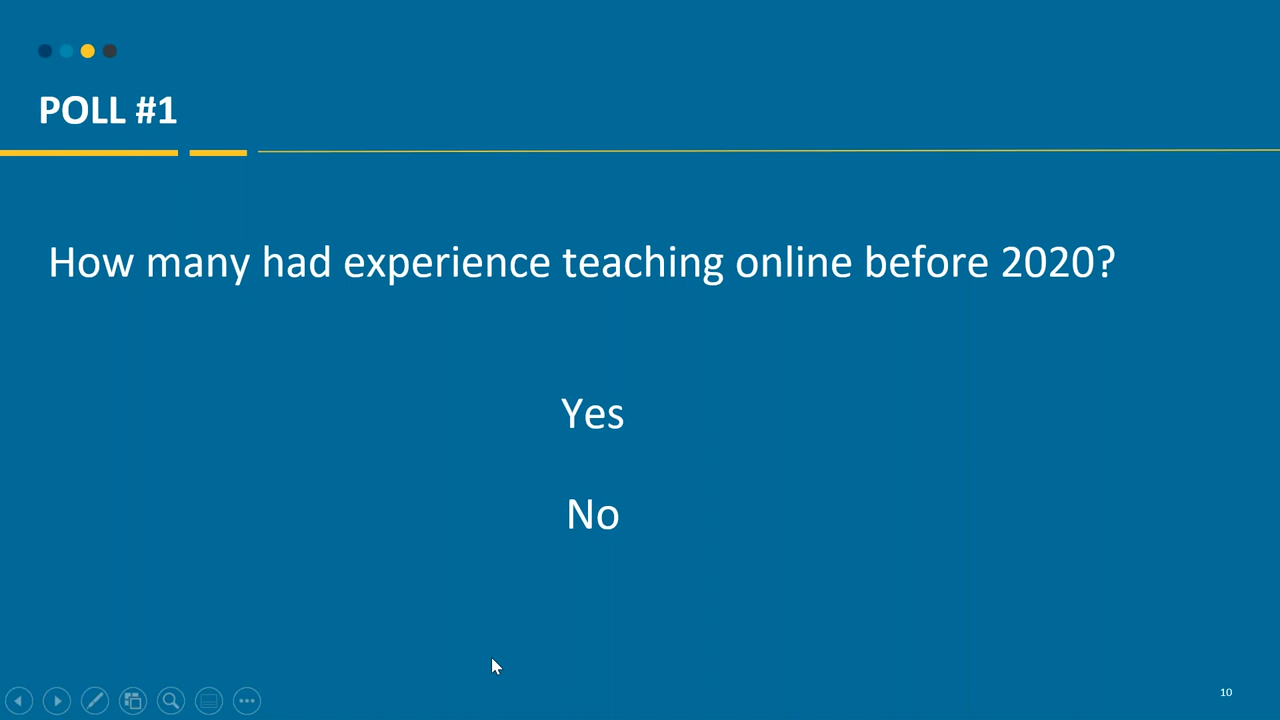 POLL #1
How many had experience teaching online before 2020?
Yes
No
10